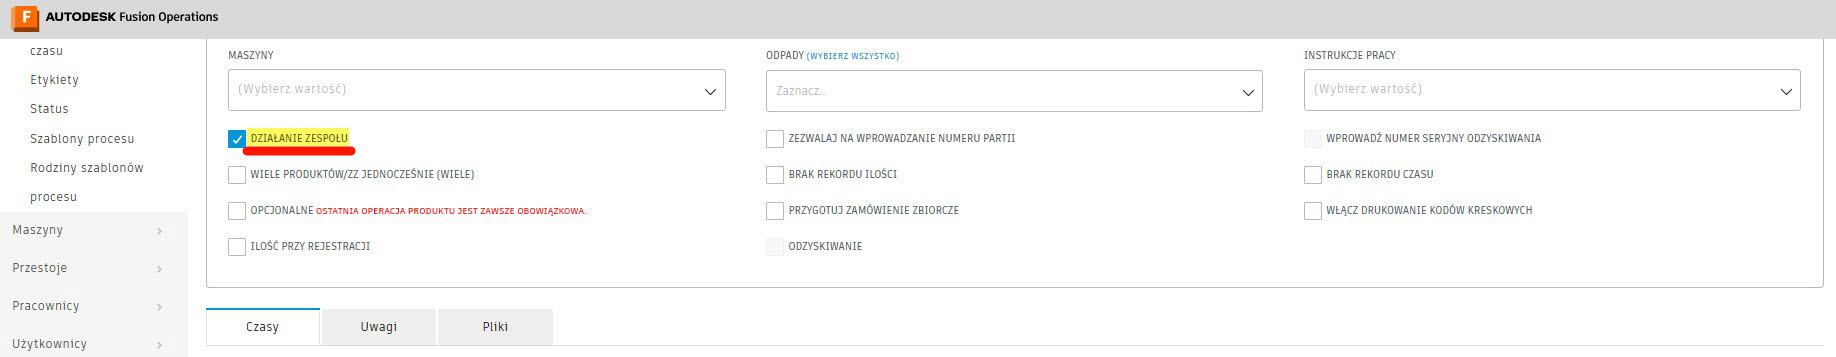 AUTODESK Fusion Operations
czasu
Etykiety
Status
Szablony procesu
Rodziny szablonów
procesu
Maszyny
Przestoje
Pracownicy
Użytkownicy
MASZYNY
(Wybierz wartość)
ODPADY (WYBIERZ WSZYSTKO)
Zaznacz...
INSTRUKCJE PRACY
(Wybierz wartość)
DZIAŁANIE ZESPOŁU
ZEZWALAJ NA WPROWADZANIE NUMERU PARTII
WPROWADŹ NUMER SERYJNY ODZYSKIWANIA
WIELE PRODUKTÓW/ZZ JEDNOCZEŚNIE (WIELE)
BRAK REKORDU ILOŚCI
BRAK REKORDU CZASU
OPCJONALNE OSTATNIA OPERACJA PRODUKTU JEST ZAWSZE OBOWIĄZKOWA.
PRZYGOTUJ ZAMÓWIENIE ZBIORCZE
WŁĄCZ DRUKOWANIE KODÓW KRESKOWYCH
ILOŚĆ PRZY REJESTRACJI
ODZYSKIWANIE
Czasy
Uwagi
Pliki